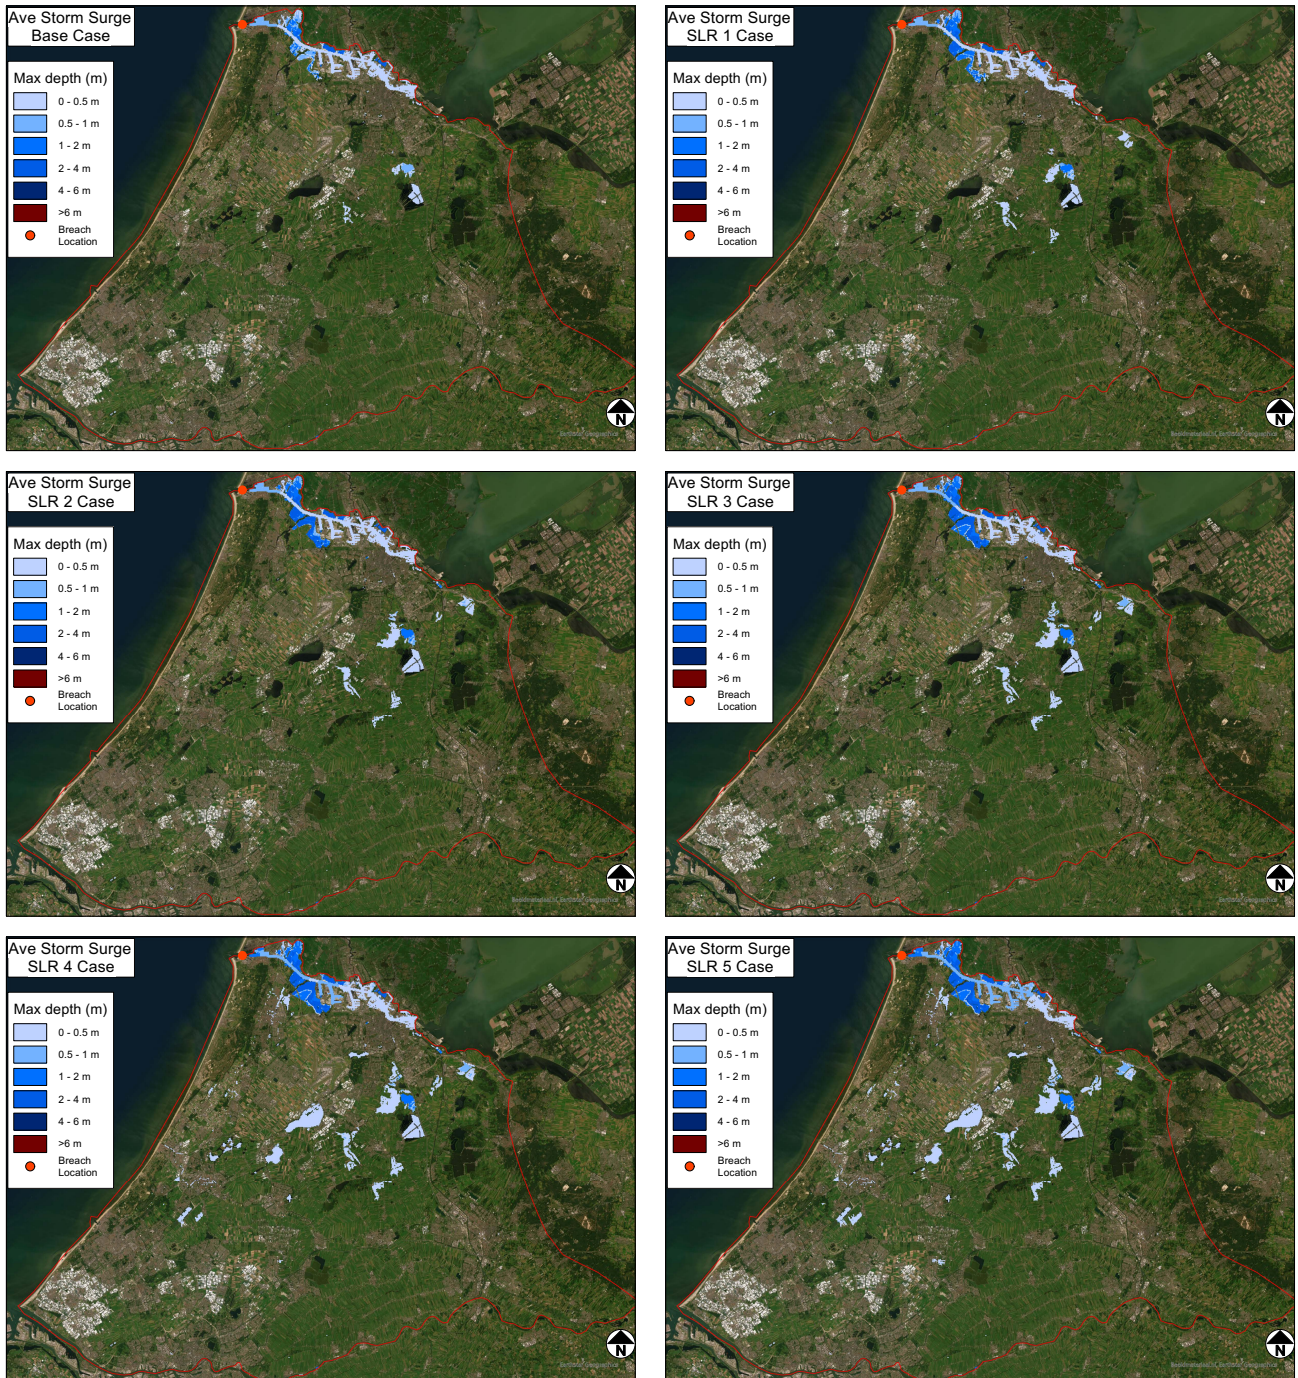 Ave Storm Surge
Base Case
Max depth (m)
0 - 0.5 m
0.5 - 1 m
1 - 2 m
2 - 4 m
4 - 6 m
>6 m
Breach
Location
N
Ave Storm Surge
SLR 1 Case
Max depth (m)
0 - 0.5 m
0.5 - 1 m
1 - 2 m
2 - 4 m
4 - 6 m
>6 m
Breach
Location
N
Ave Storm Surge
SLR 2 Case
Max depth (m)
0 - 0.5 m
0.5 - 1 m
1 - 2 m
2 - 4 m
4 - 6 m
>6 m
Breach
Location
N
Ave Storm Surge
SLR 3 Case
Max depth (m)
0 - 0.5 m
0.5 - 1 m
1 - 2 m
2 - 4 m
4 - 6 m
>6 m
Breach
Location
N
Ave Storm Surge
SLR 4 Case
Max depth (m)
0 - 0.5 m
0.5 - 1 m
1 - 2 m
2 - 4 m
4 - 6 m
>6 m
Breach
Location
N
Ave Storm Surge
SLR 5 Case
Max depth (m)
0 - 0.5 m
0.5 - 1 m
1 - 2 m
2 - 4 m
4 - 6 m
>6 m
Breach
Location
N